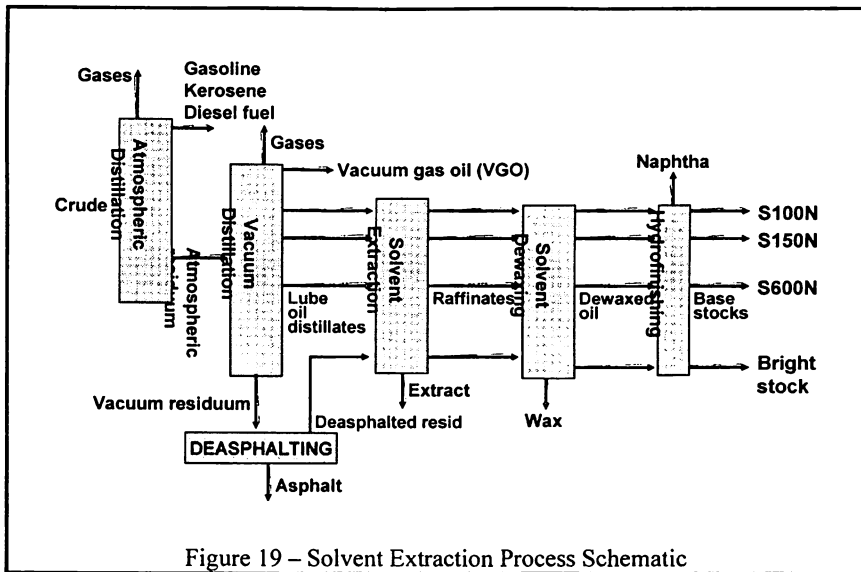 Gases
Gasoline
Kerosene
Diesel fuel
Atmospheric
Distillation
Crude
Atmospheric
Gases
Vacuum gas oil (VGO)
Vacuum
Distillation
Lube
oil
distillates
Vacuum residuum
DEASPHALTING
Asphalt
Deasphalted resid
Solvent
Extraction
Extract
Raffinates
Solvent
Dewaxing
Wax
Dewaxed
oil
Naphtha
Hydrofinishing
Base
stocks
S100N
S150N
S600N
Bright
stock
Figure 19 – Solvent Extraction Process Schematic